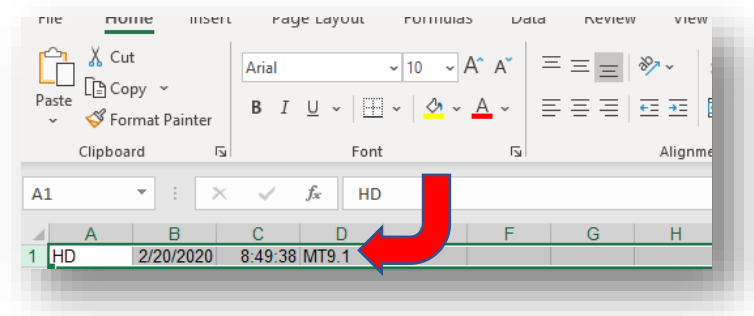 File Home Insert Page Layout Formulas Data Review View
Cut
Arial 10 A^ A˅
Copy
Paste
B I U A
Format Painter
Clipboard Font Alignme
A1 fx HD
A B C D F G H
1 HD 2/20/2020 8:49:38 MT9.1